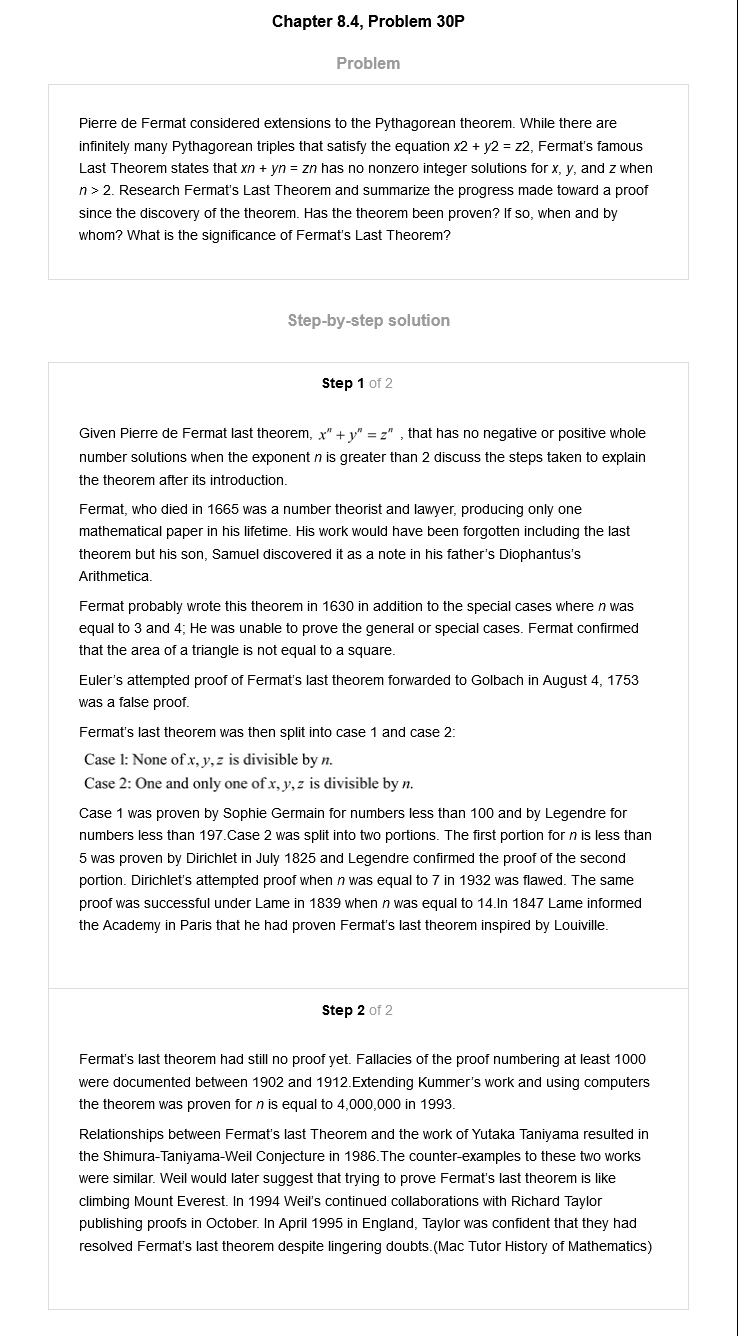 Chapter 8.4, Problem 30P
Problem
Pierre de Fermat considered extensions to the Pythagorean theorem. While there are
infinitely many Pythagorean triples that satisfy the equation x2 + y2 = z2, Fermat's famous
Last Theorem states that xn + yn = zn has no nonzero integer solutions for x, y, and z when
n > 2. Research Fermat's Last Theorem and summarize the progress made toward a proof
since the discovery of the theorem. Has the theorem been proven? If so, when and by
whom? What is the significance of Fermat's Last Theorem?
Step-by-step solution
Step 1 of 2
Given Pierre de Fermat last theorem, xⁿ + yⁿ = zⁿ , that has no negative or positive whole
number solutions when the exponent n is greater than 2 discuss the steps taken to explain
the theorem after its introduction.
Fermat, who died in 1665 was a number theorist and lawyer, producing only one
mathematical paper in his lifetime. His work would have been forgotten including the last
theorem but his son, Samuel discovered it as a note in his father's Diophantus's
Arithmetica.
Fermat probably wrote this theorem in 1630 in addition to the special cases where n was
equal to 3 and 4; He was unable to prove the general or special cases. Fermat confirmed
that the area of a triangle is not equal to a square.
Euler's attempted proof of Fermat's last theorem forwarded to Golbach in August 4, 1753
was a false proof.
Fermat's last theorem was then split into case 1 and case 2:
Case 1: None of x, y, z is divisible by n.
Case 2: One and only one of x, y, z is divisible by n.
Case 1 was proven by Sophie Germain for numbers less than 100 and by Legendre for
numbers less than 197.Case 2 was split into two portions. The first portion for n is less than
5 was proven by Dirichlet in July 1825 and Legendre confirmed the proof of the second
portion. Dirichlet's attempted proof when n was equal to 7 in 1932 was flawed. The same
proof was successful under Lame in 1839 when n was equal to 14.In 1847 Lame informed
the Academy in Paris that he had proven Fermat's last theorem inspired by Louiville.
Step 2 of 2
Fermat's last theorem had still no proof yet. Fallacies of the proof numbering at least 1000
were documented between 1902 and 1912.Extending Kummer's work and using computers
the theorem was proven for n is equal to 4,000,000 in 1993.
Relationships between Fermat's last Theorem and the work of Yutaka Taniyama resulted in
the Shimura-Taniyama-Weil Conjecture in 1986.The counter-examples to these two works
were similar. Weil would later suggest that trying to prove Fermat's last theorem is like
climbing Mount Everest. In 1994 Weil's continued collaborations with Richard Taylor
publishing proofs in October. In April 1995 in England, Taylor was confident that they had
resolved Fermat's last theorem despite lingering doubts.(Mac Tutor History of Mathematics)